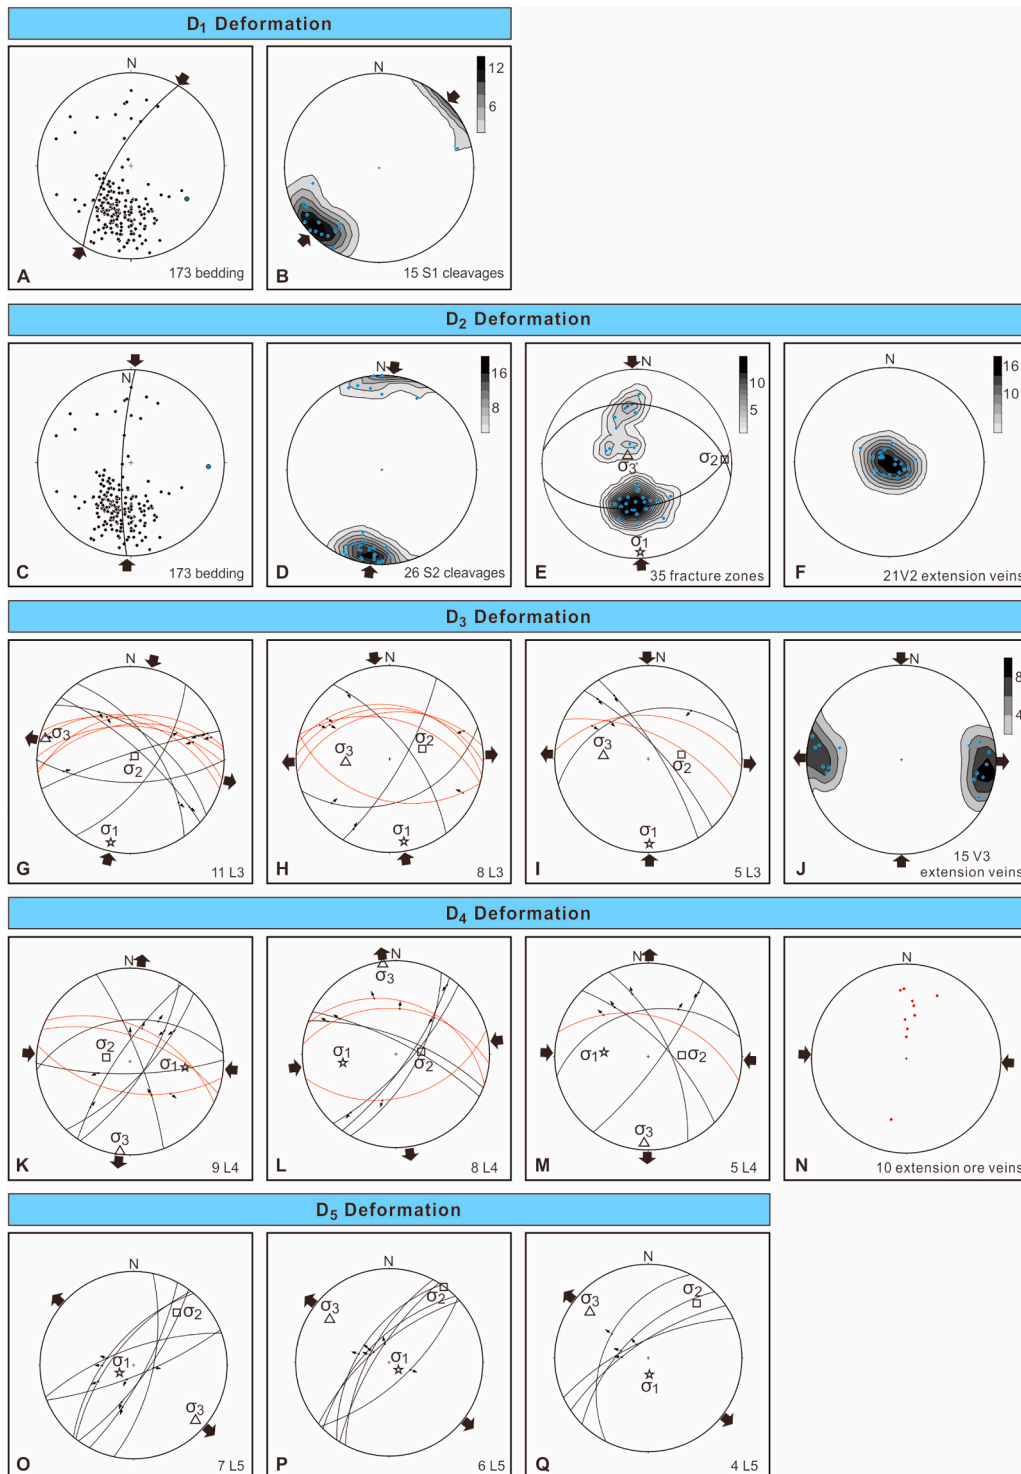 D1 Deformation
N
A
173 bedding
N
12
6
B
15 S1 cleavages
D2 Deformation
N
C
173 bedding
N
16
8
D
26 S2 cleavages
N
10
5
σ3
σ2
σ1
E
35 fracture zones
N
16
10
F
21V2 extension veins
D3 Deformation
N
σ3
σ2
σ1
G
11 L3
N
σ3
σ2
σ1
H
8 L3
N
σ3
σ2
σ1
I
5 L3
N
8
4
J
15 V3
extension veins
D4 Deformation
N
σ2
σ1
σ3
K
9 L4
N
σ3
σ1
σ2
L
8 L4
N
σ1
σ2
σ3
M
5 L4
N
N
10 extension ore veins
D5 Deformation
N
σ2
σ1
σ3
O
7 L5
N
σ2
σ3
σ1
P
6 L5
N
σ3
σ2
σ1
Q
4 L5